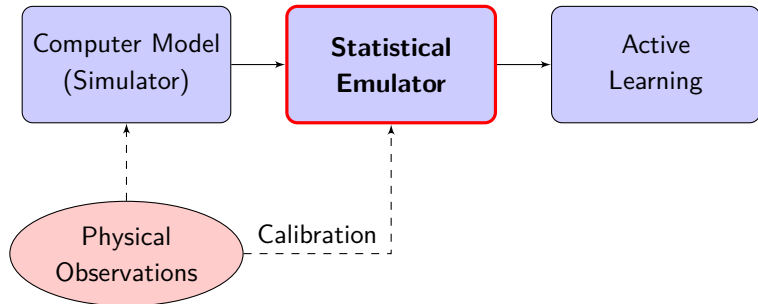 Computer Model
(Simulator)
Statistical
Emulator
Active
Learning
Physical
Observations
Calibration